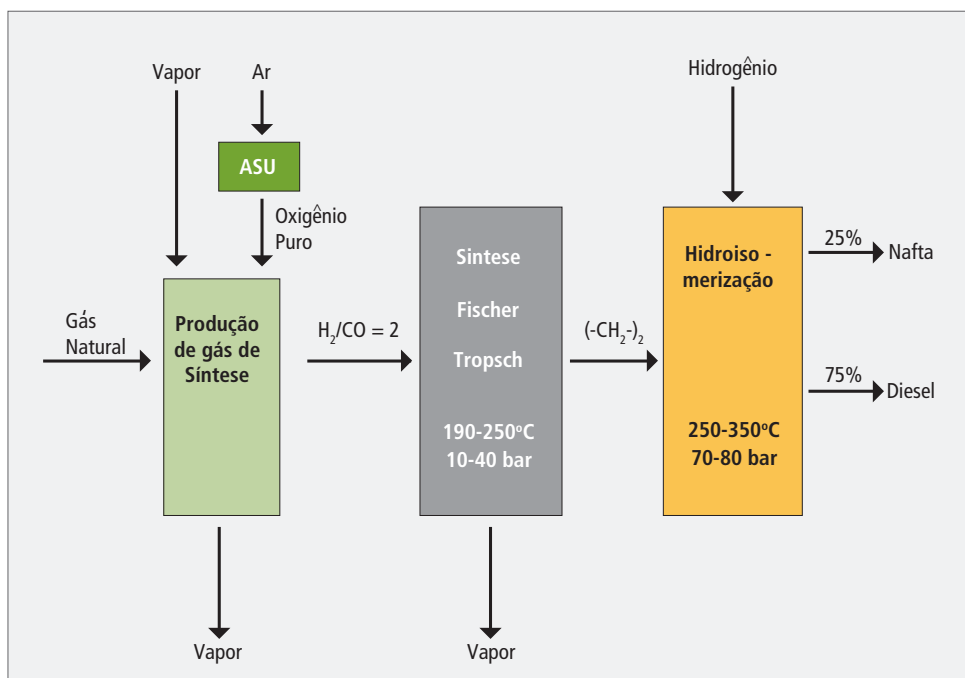 Vapor
Ar
Hidrogênio
ASU
Oxigênio
Puro
Gás
Natural
Produção
de gás de
Síntese
H₂/CO = 2
Sintese
Fischer
Tropsch
190-250ºC
10-40 bar
(-CH₂-)₂
Hidroiso -
merização
250-350ºC
70-80 bar
25%
Nafta
75%
Diesel
Vapor
Vapor